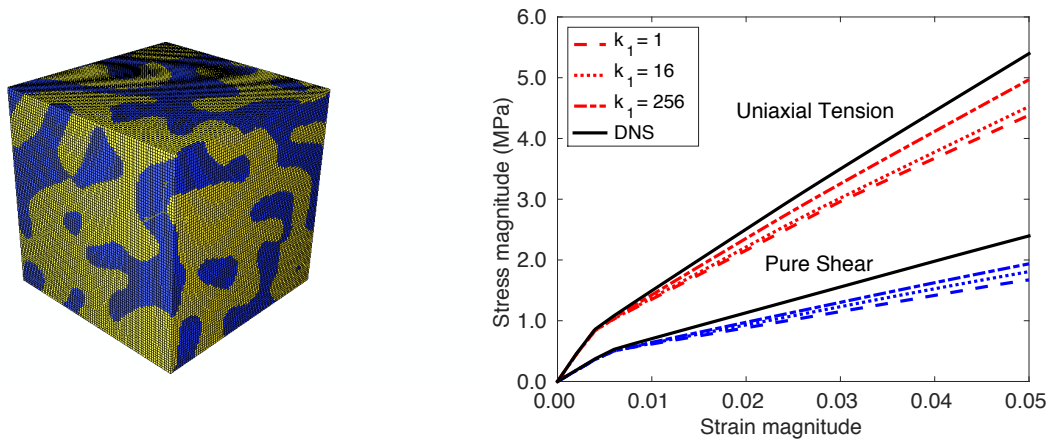 k1 = 1
k1 = 16
k1 = 256
DNS
Uniaxial Tension
Pure Shear
Stress magnitude (MPa)
6.0
5.0
4.0
3.0
2.0
1.0
0.0
0.00 0.01 0.02 0.03 0.04 0.05
Strain magnitude